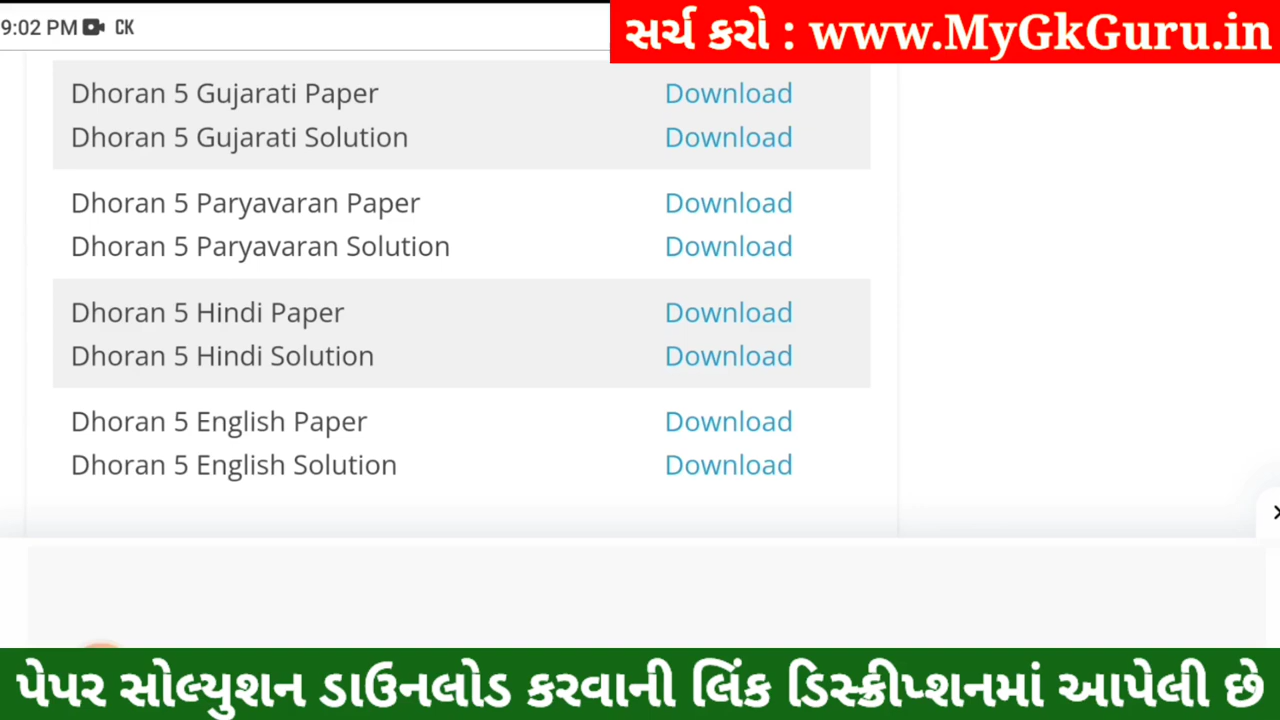 9:02 PM CK
સર્ચ કરો : www.MyGkGuru.in
Dhoran 5 Gujarati Paper Download
Dhoran 5 Gujarati Solution Download
Dhoran 5 Paryavaran Paper Download
Dhoran 5 Paryavaran Solution Download
Dhoran 5 Hindi Paper Download
Dhoran 5 Hindi Solution Download
Dhoran 5 English Paper Download
Dhoran 5 English Solution Download
પેપર સોલ્યુશન ડાઉનલોડ કરવાની લિંક ડિસ્ક્રીપ્શનમાં આપેલી છે